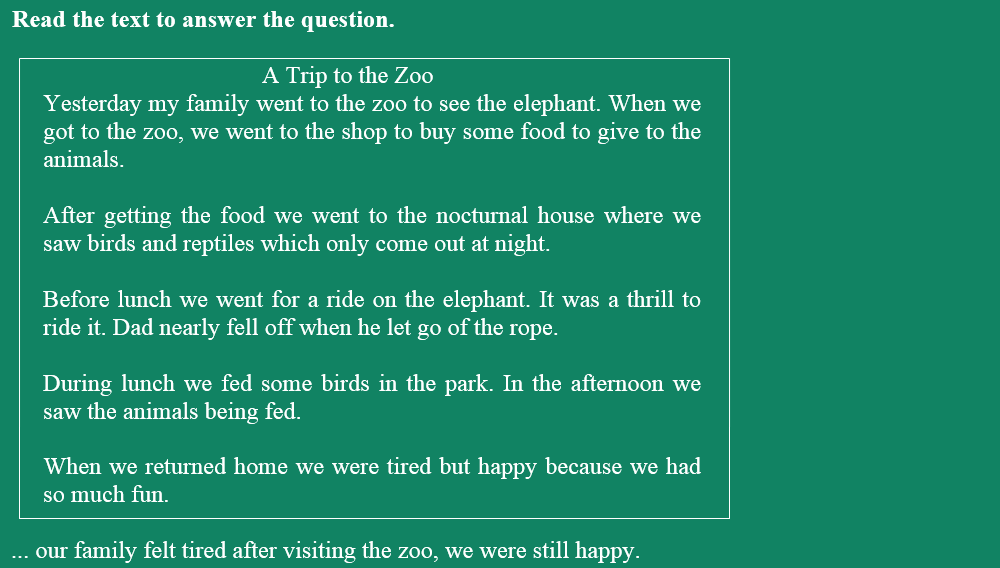 Read the text to answer the question.
A Trip to the Zoo
Yesterday my family went to the zoo to see the elephant. When we
got to the zoo, we went to the shop to buy some food to give to the
animals.
After getting the food we went to the nocturnal house where we
saw birds and reptiles which only come out at night.
Before lunch we went for a ride on the elephant. It was a thrill to
ride it. Dad nearly fell off when he let go of the rope.
During lunch we fed some birds in the park. In the afternoon we
saw the animals being fed.
When we returned home we were tired but happy because we had
so much fun.
... our family felt tired after visiting the zoo, we were still happy.